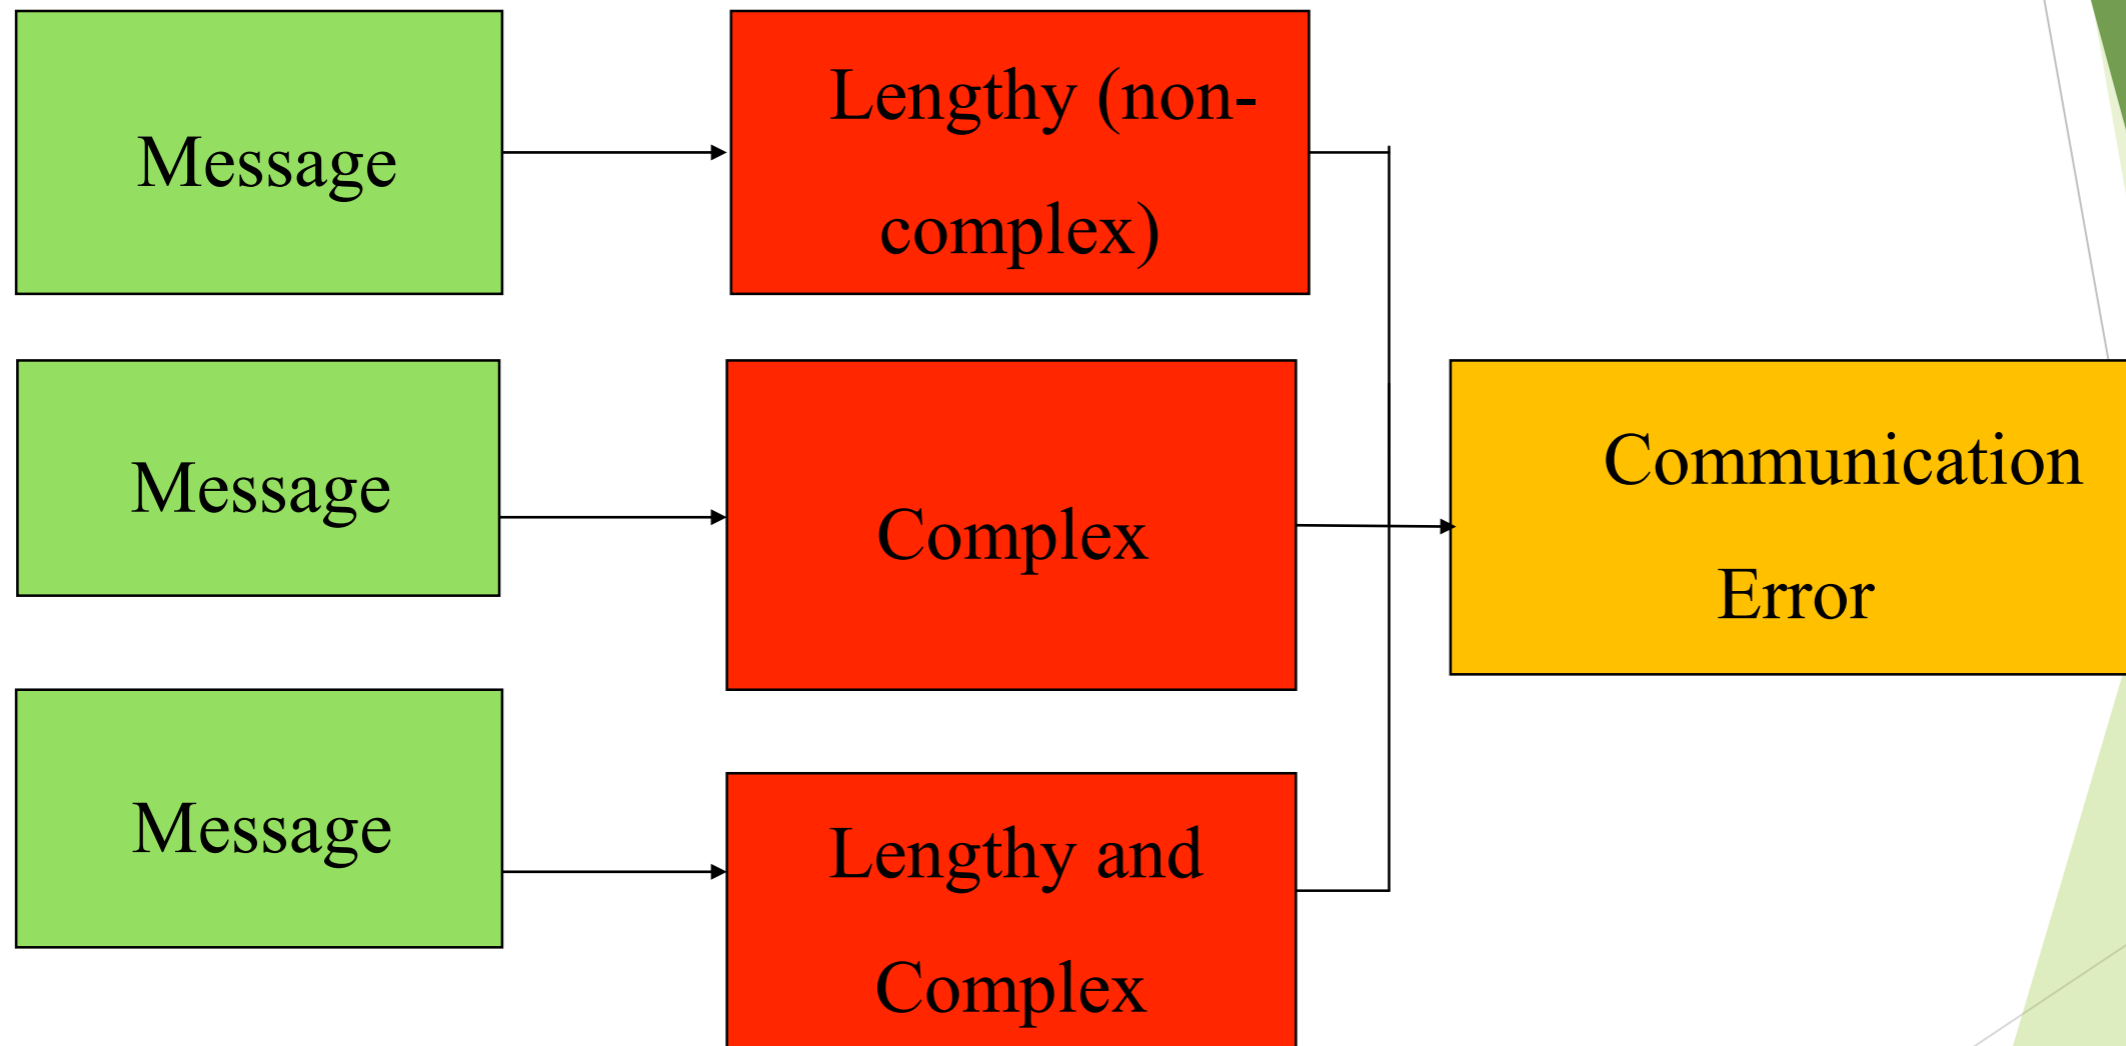 Message
Lengthy (non-
complex)
Message
Complex
Communication
Error
Message
Lengthy and
Complex